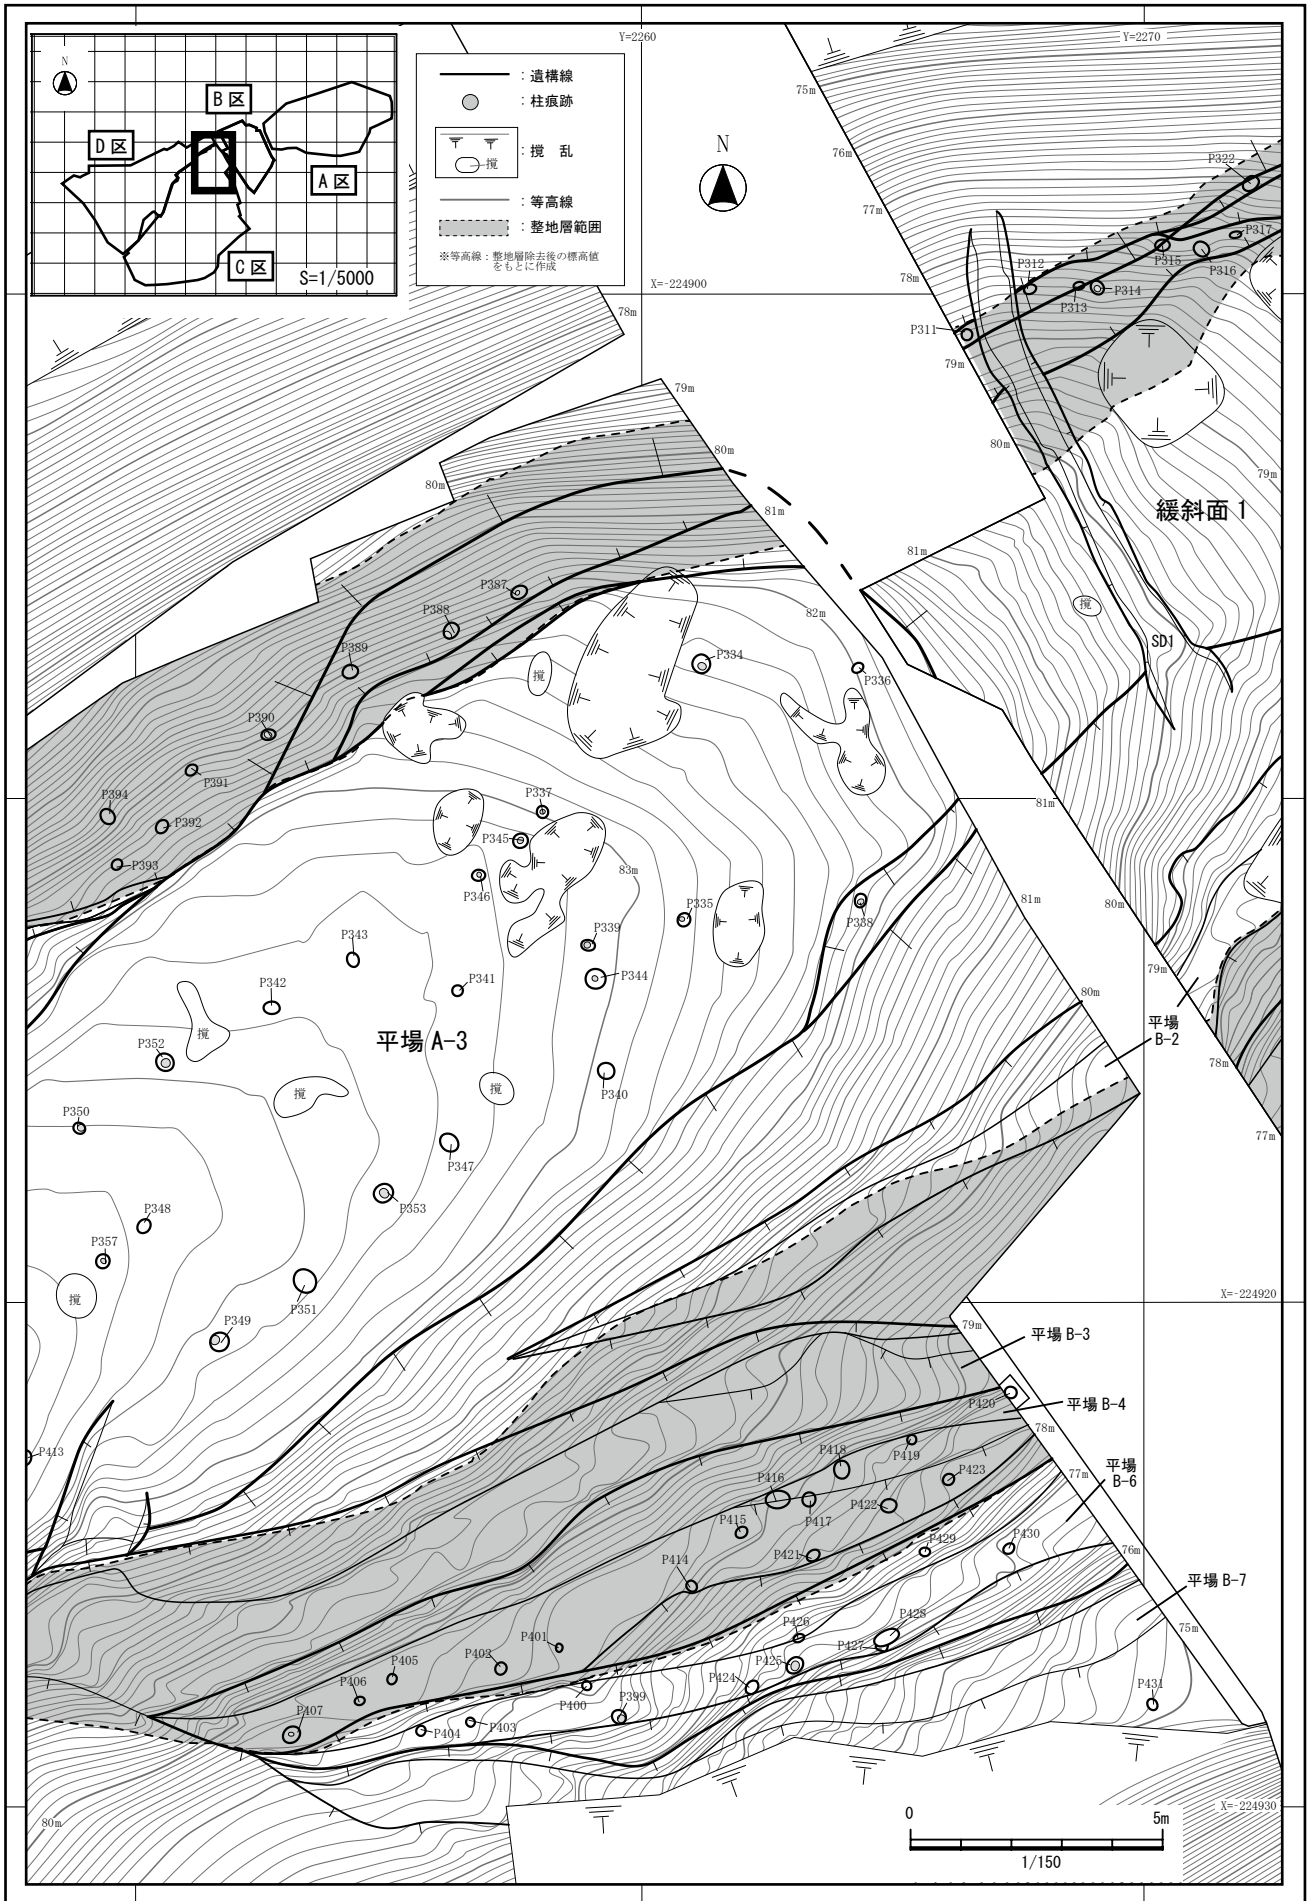 N
B 区
D 区
A 区
C 区
S=1/5000
：遺構線
：柱痕跡
撹
：撹　乱
：等高線
：整地層範囲
※等高線：整地層除去後の標高値
をもとに作成
N
Y=2260
Y=2270
75m
76m
77m
78m
X=-224900
78m
79m
80m
79m
80m
80m
81m
81m
79m
82m
P322
P317
P315
P316
P312
P313
P314
P311
緩斜面 1
撹
SD1
P387
P388
P389
P390
P391
P394
P392
P393
撹
P334
P336
P337
P345
P346
83m
P335
P338
P339
P344
P343
P341
P342
撹
平場 A-3
P352
撹
撹
P340
P350
P347
P353
P348
P357
撹
P351
P349
81m
81m
80m
80m
79m
78m
77m
平場
B-2
X=-224920
79m
平場 B-3
P420
平場 B-4
78m
77m
平場
B-6
76m
平場 B-7
75m
P413
P418
P419
P416
P423
P422
P415
P417
P421
P429
P430
P414
P428
P426
P427
P425
P424
P431
P401
P402
P405
P406
P400
P399
P407
P404
P403
80m
X=-224930
0
5m
1/150